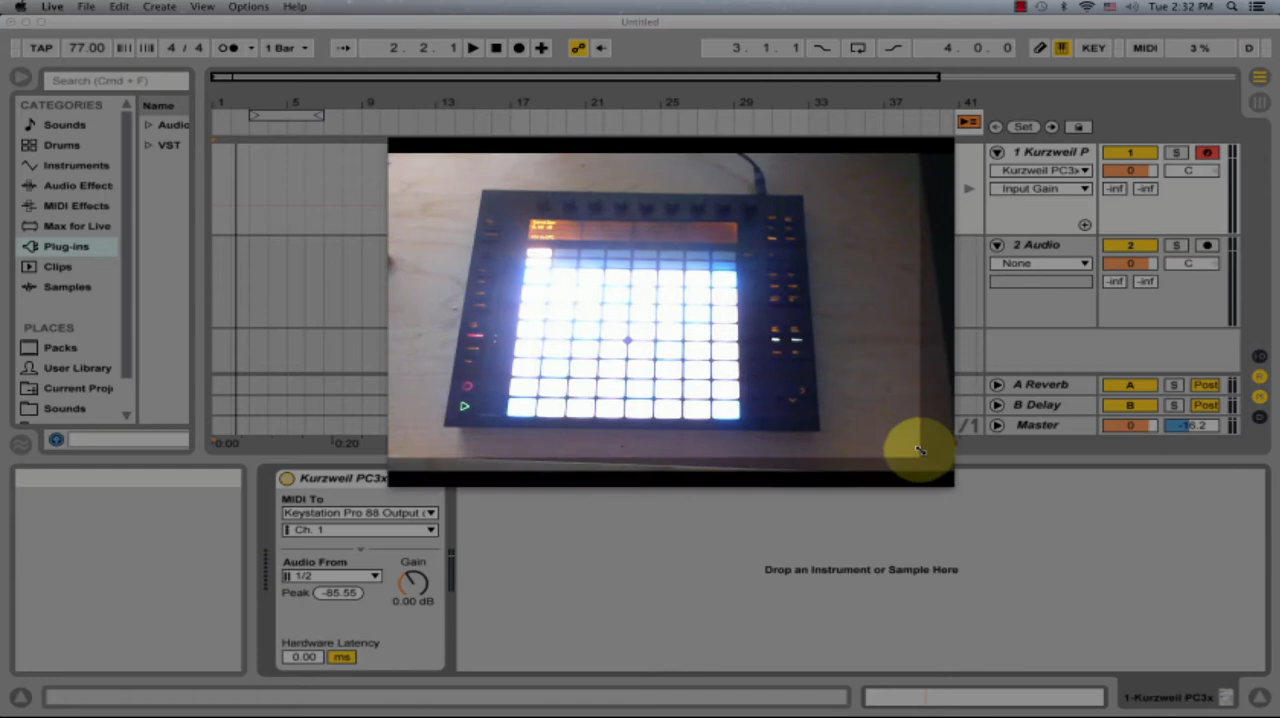 Live File Edit Create View Options Help Tue 2:32 PM
Untitled
TAP 77.00 4 / 4 1 Bar 2. 2. 1 3. 1. 1 4. 0. 0 KEY MIDI 3 % D
Search (Cmd + F)
CATEGORIES
Sounds
Drums
Instruments
Audio Effect
MIDI Effects
Max for Live
Plug-ins
Clips
Samples
PLACES
Packs
User Library
Current Proj
Sounds
Name
Audio
VST
1 5 9 13 17 21 25 29 33 37 41
0:00 0:20
/1
Set
1 Kurzweil P 1 S
Kurzweil PC3x 0 C
Input Gain -inf -inf
2 Audio 2 S
None 0 C
-inf -inf
A Reverb A S Post
B Delay B S Post
Master 0 -16.2
Kurzweil PC3x
MIDI To
Keystation Pro 88 Output
Ch. 1
Audio From Gain
1/2
Peak -85.55 0.00 dB
Hardware Latency
0.00 ms
Drop an Instrument or Sample Here
1-Kurzweil PC3x